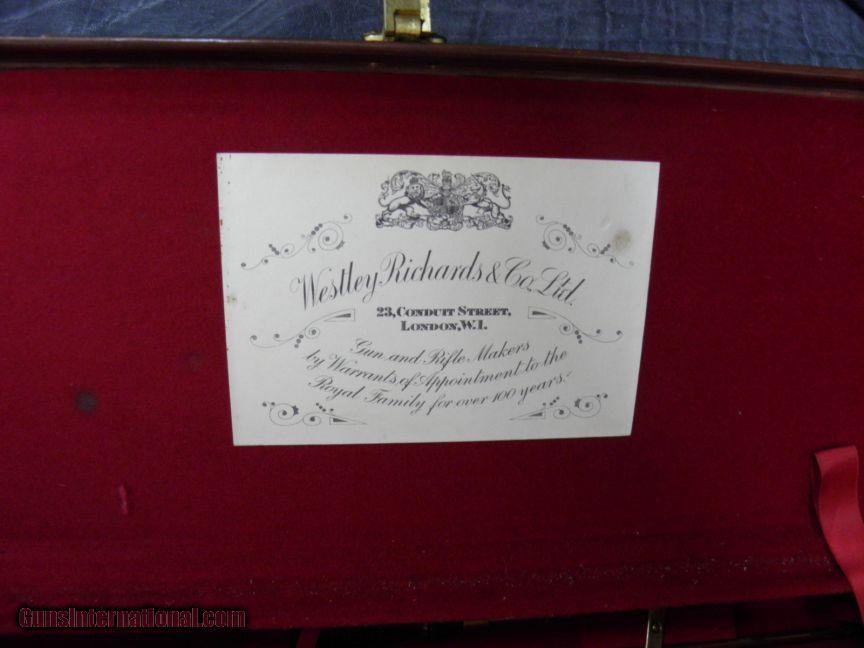 Westley Richards & Co. Ltd.
23, Conduit Street,
London, W.1.
Gun and Rifle Makers
by Warrants of Appointment to the
Royal Family for over 100 years.
GunsInternational.com